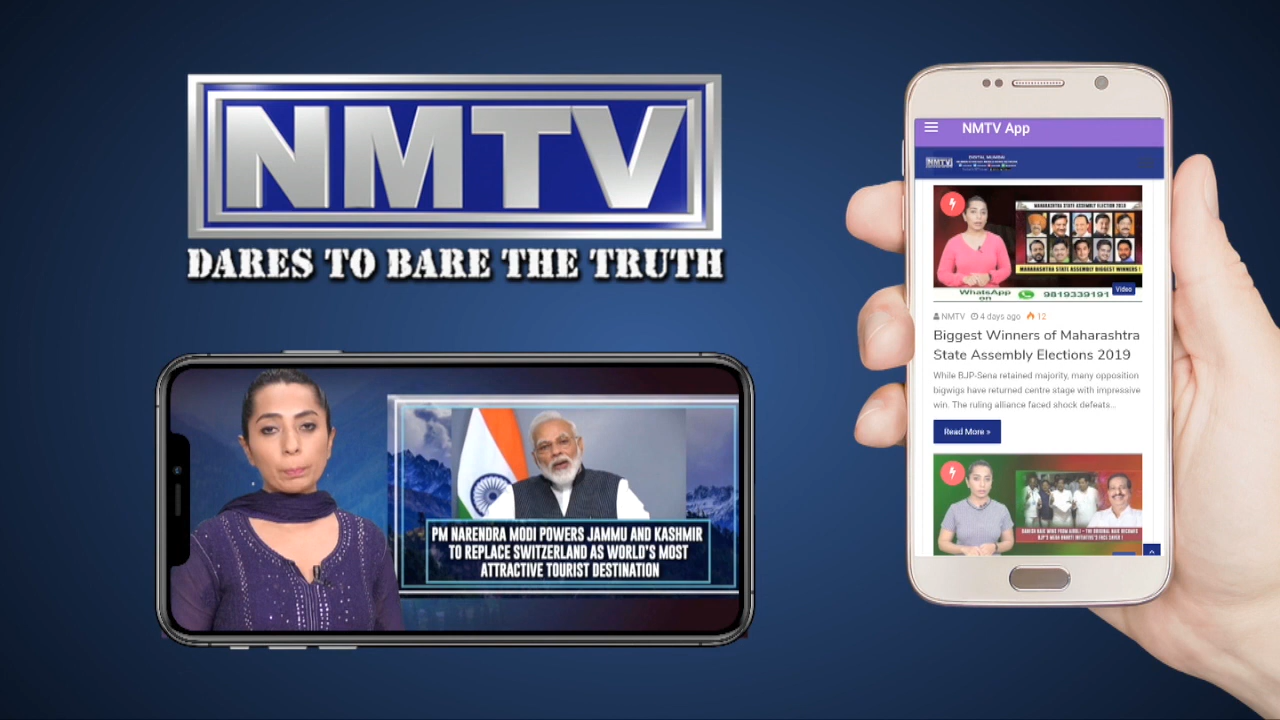 NMTV
DARES TO BARE THE TRUTH
PM NARENDRA MODI POWERS JAMMU AND KASHMIR
TO REPLACE SWITZERLAND AS WORLD'S MOST
ATTRACTIVE TOURIST DESTINATION
NMTV App
NMTV
DIGITAL MUMBAI
MAHARASHTRA STATE ASSEMBLY ELECTION 2019
MAHARASHTRA STATE ASSEMBLY BIGGEST WINNERS !
WhatsApp
on
9819339191
Video
NMTV 4 days ago 12
Biggest Winners of Maharashtra
State Assembly Elections 2019
While BJP-Sena retained majority, many opposition
bigwigs have returned centre stage with impressive
win. The ruling alliance faced shock defeats...
Read More »